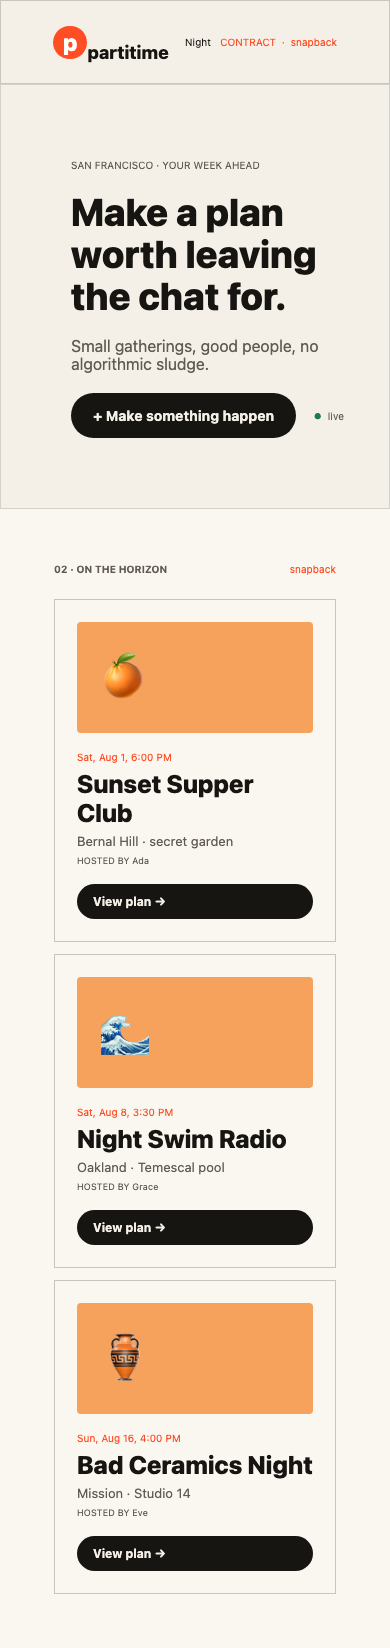 p partitime
Night CONTRACT · snapback
SAN FRANCISCO · YOUR WEEK AHEAD
Make a plan
worth leaving
the chat for.
Small gatherings, good people, no
algorithmic sludge.
+ Make something happen
live
02 · ON THE HORIZON
snapback
Sat, Aug 1, 6:00 PM
Sunset Supper
Club
Bernal Hill · secret garden
HOSTED BY Ada
View plan →
Sat, Aug 8, 3:30 PM
Night Swim Radio
Oakland · Temescal pool
HOSTED BY Grace
View plan →
Sun, Aug 16, 4:00 PM
Bad Ceramics Night
Mission · Studio 14
HOSTED BY Eve
View plan →